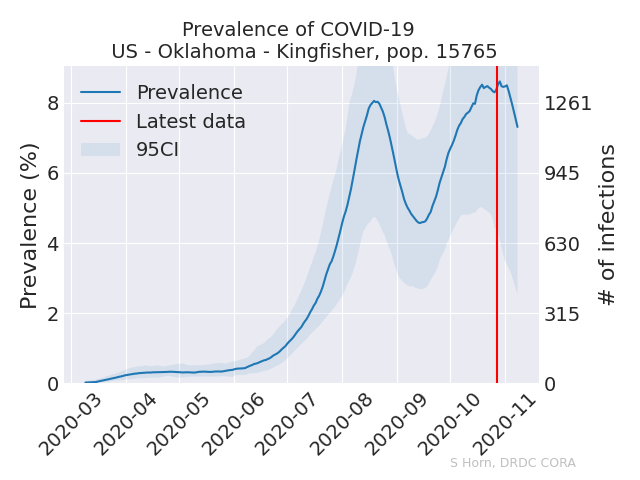 Prevalence of COVID-19
US - Oklahoma - Kingfisher, pop. 15765
Prevalence
Latest data
95CI
Prevalence (%)
8
6
4
2
0
1261
945
630
315
0
# of infections
2020-03
2020-04
2020-05
2020-06
2020-07
2020-08
2020-09
2020-10
2020-11
S Horn, DRDC CORA